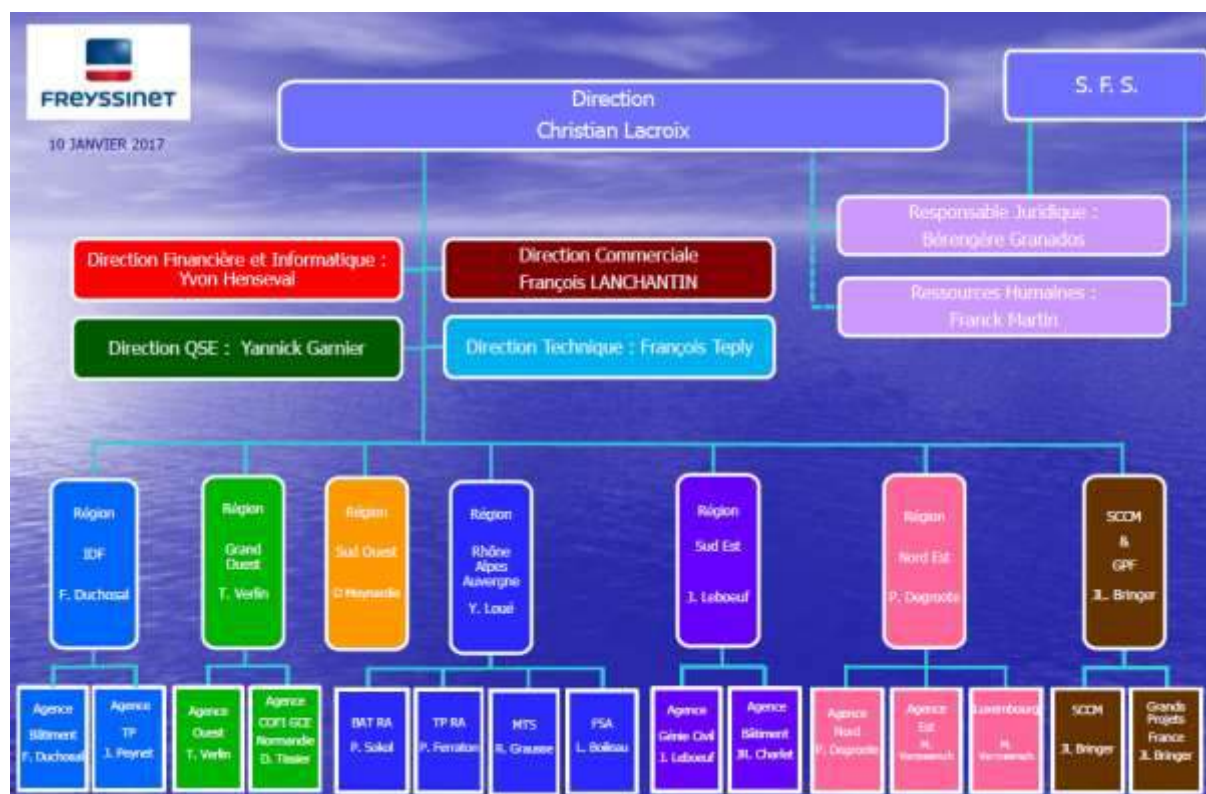 FREYSSINET
10 JANVIER 2017
Direction
Christian Lacroix
S. F. S.
Responsable Juridique :
Bérengère Granados
Ressources Humaines :
Franck Martin
Direction Financière et Informatique :
Yvon Henseval
Direction Commerciale
François LANCHANTIN
Direction QSE : Yannick Garnier
Direction Technique : François Teply
Région
IDF
F. Duchosal
Région
Grand
Ouest
T. Verlin
Région
Sud Ouest
Région
Rhône
Alpes
Auvergne
Y. Loué
Région
Sud Est
J. Leboeuf
Région
Nord Est
P. Degroote
SCCM
&
GPF
JL. Bringer
Agence
Bâtiment
F. Duchosal
Agence
TP
J. Peynet
Agence
Ouest
T. Verlin
Agence
COFI GCE
Normandie
D. Tissier
BAT RA
P. Sokol
TP RA
P. Ferraton
MTS
R. Grausse
FSA
L. Boileau
Agence
Génie Civil
J. Leboeuf
Agence
Bâtiment
JR. Charlet
Agence
Nord
P. Degroote
Agence
Est
M.
Luxembourg
M.
SCCM
JL Bringer
Grands
Projets
France
JL Bringer